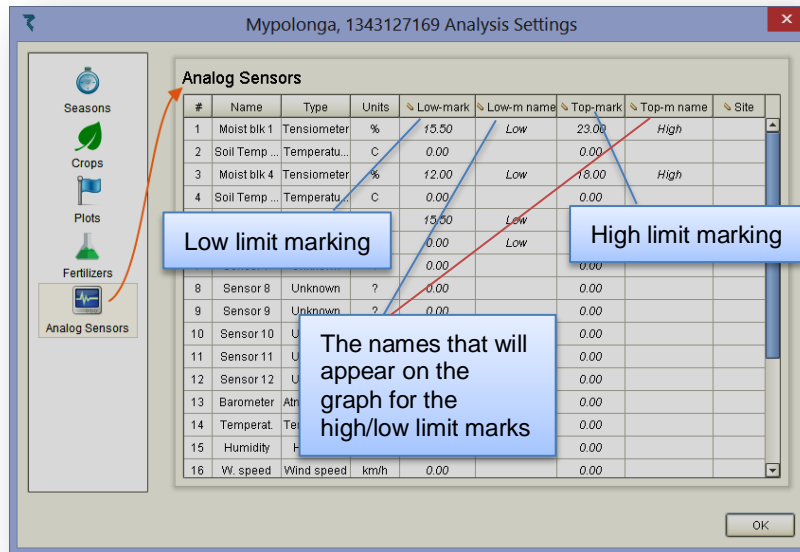 Mypolonga, 1343127169 Analysis Settings
Seasons
Crops
Plots
Fertilizers
Analog Sensors
Analog Sensors
# Name Type Units Low-mark Low-m name Top-mark Top-m name Site
1 Moist blk 1 Tensiometer % 15.50 Low 23.00 High
2 Soil Temp ... Temperatu... C 0.00 0.00
3 Moist blk 4 Tensiometer % 12.00 Low 18.00 High
4 Soil Temp ... Temperatu... C 0.00 0.00
15.50 Low
0.00 Low
0.00 0.00
8 Sensor 8 Unknown ? 0.00 0.00
9 Sensor 9 Unknown ? 0.00 0.00
10 Sensor 10 0.00
11 Sensor 11 0.00
12 Sensor 12 0.00
13 Barometer 0.00
14 Temperat. 0.00
15 Humidity 0.00
16 W. speed Wind speed km/h 0.00 0.00
Low limit marking
High limit marking
The names that will
appear on the
graph for the
high/low limit marks
OK